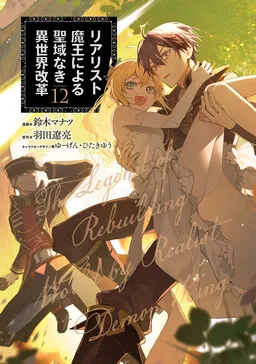 リアリスト
魔王による
聖域なき
異世界改革
12
漫画◆鈴木マナツ
原作◆羽田遼亮
キャラクターデザイン◆ゆーげん・ひたきゆう
The Legend of
Rebuilding
World by Realist
Demon King